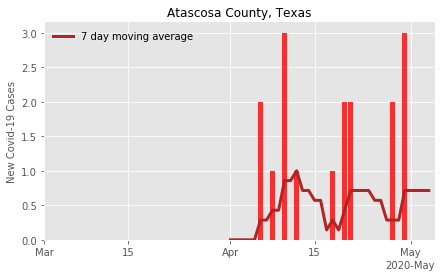 Atascosa County, Texas
7 day moving average
New Covid-19 Cases
3.0
2.5
2.0
1.5
1.0
0.5
0.0
Mar 15 Apr 15 May
2020-May